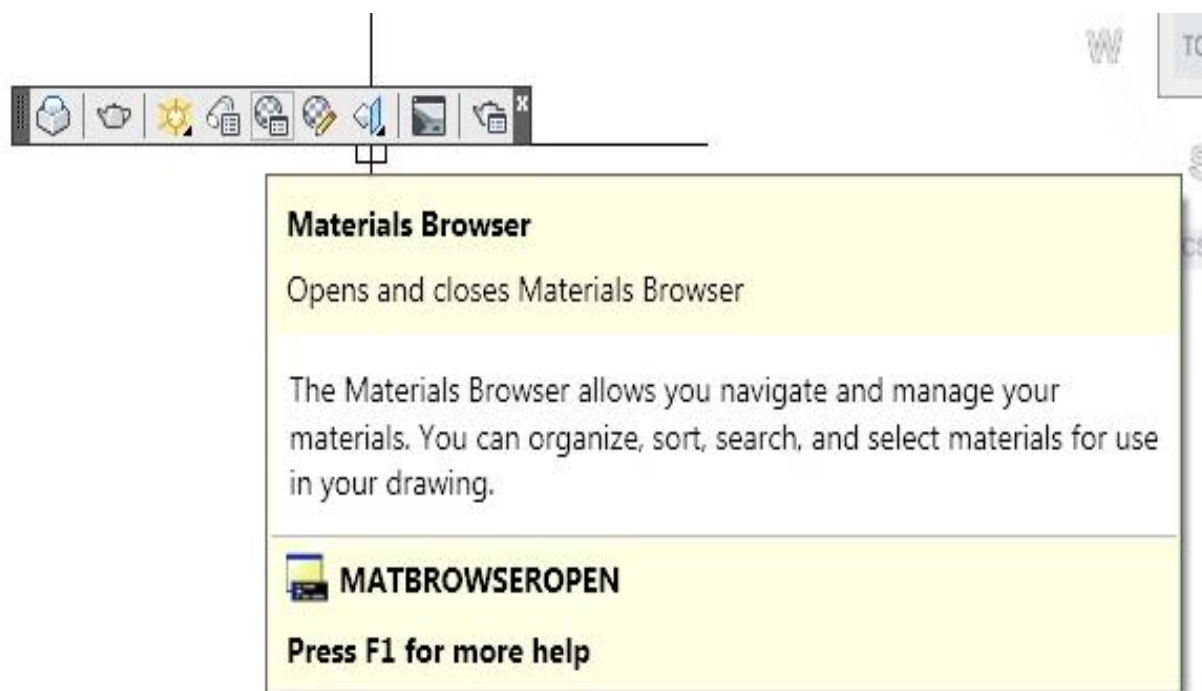 W
x
Materials Browser
Opens and closes Materials Browser
The Materials Browser allows you navigate and manage your
materials. You can organize, sort, search, and select materials for use
in your drawing.
MATBROWSEROPEN
Press F1 for more help